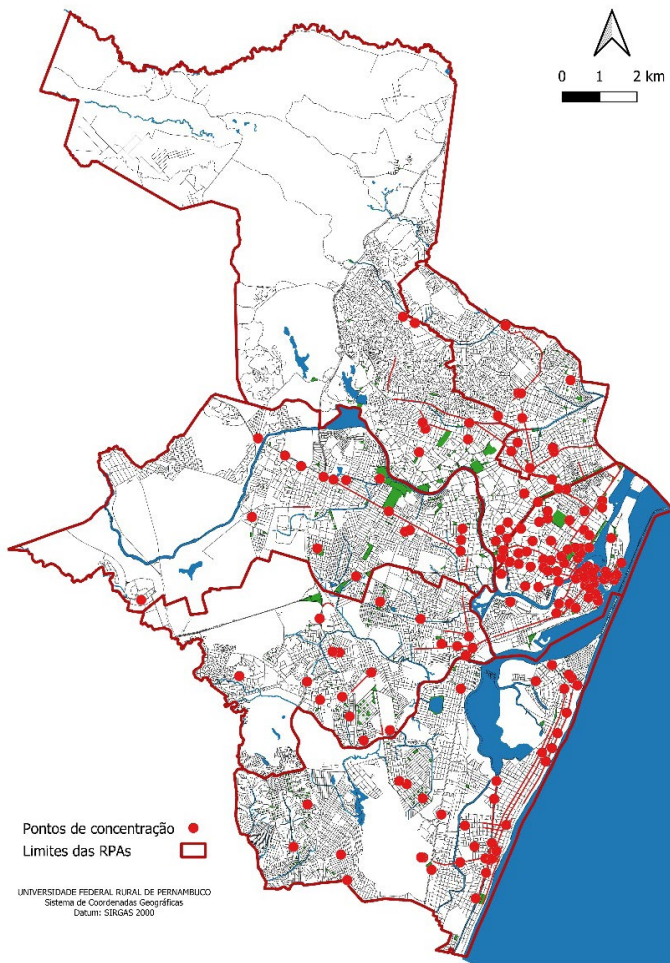 0 1 2 km
Pontos de concentração
Limites das RPAs
UNIVERSIDADE FEDERAL RURAL DE PERNAMBUCO
Sistema de Coordenadas Geográficas
Datum: SIRGAS 2000